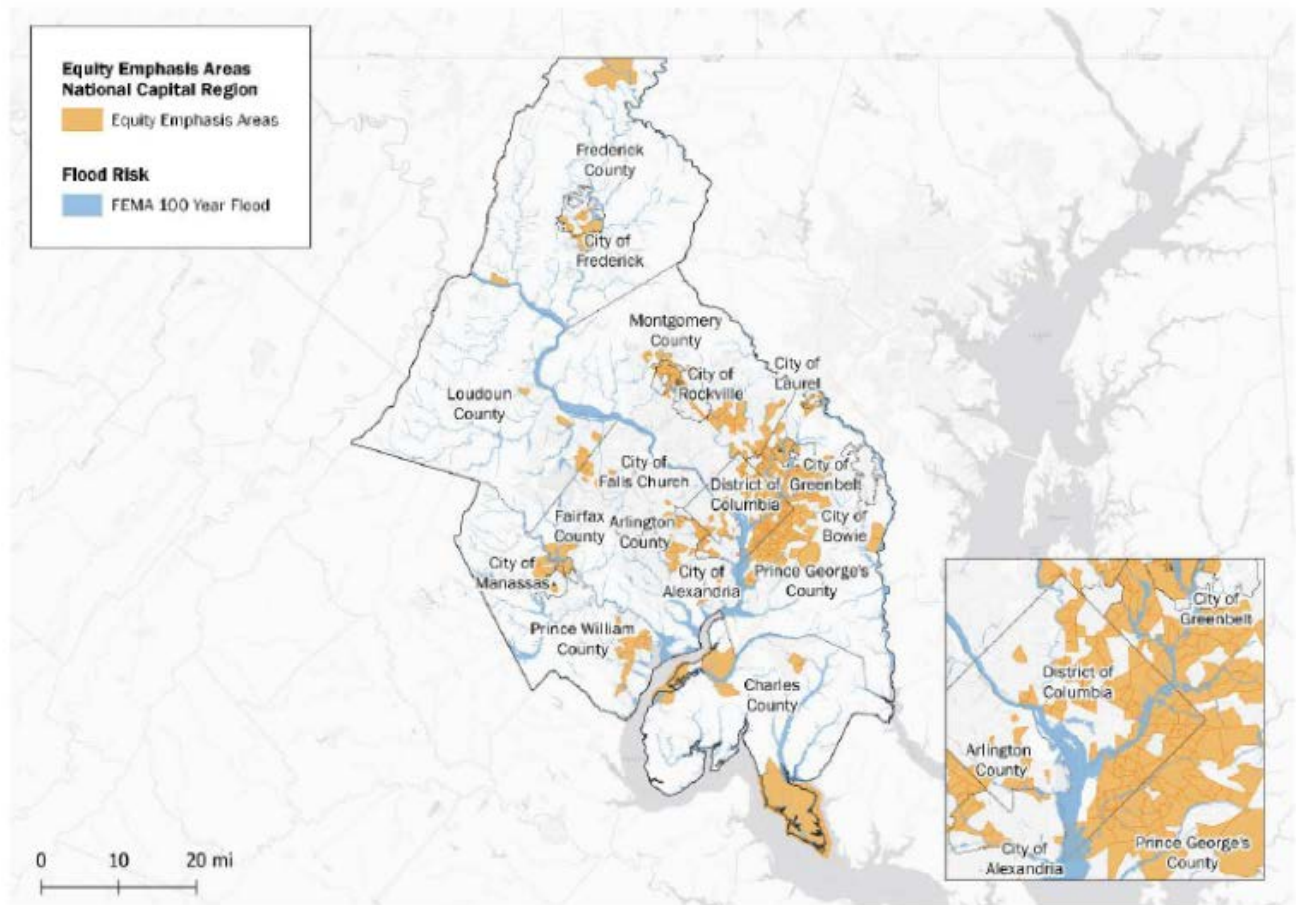 Equity Emphasis Areas
National Capital Region
Equity Emphasis Areas
Flood Risk
FEMA 100 Year Flood
Frederick
County
City of
Frederick
Montgomery
County
City of
Rockville
City of
Laurel
Loudoun
County
City of
Falls Church
District of
Columbia
City of
Greenbelt
Fairfax
County
Arlington
County
City of
Bowie
City of
Manassas
City of
Alexandria
Prince George's
County
Prince William
County
Charles
County
0 10 20 mi
City of
Greenbelt
District of
Columbia
Arlington
County
City of
Alexandria
Prince George's
County